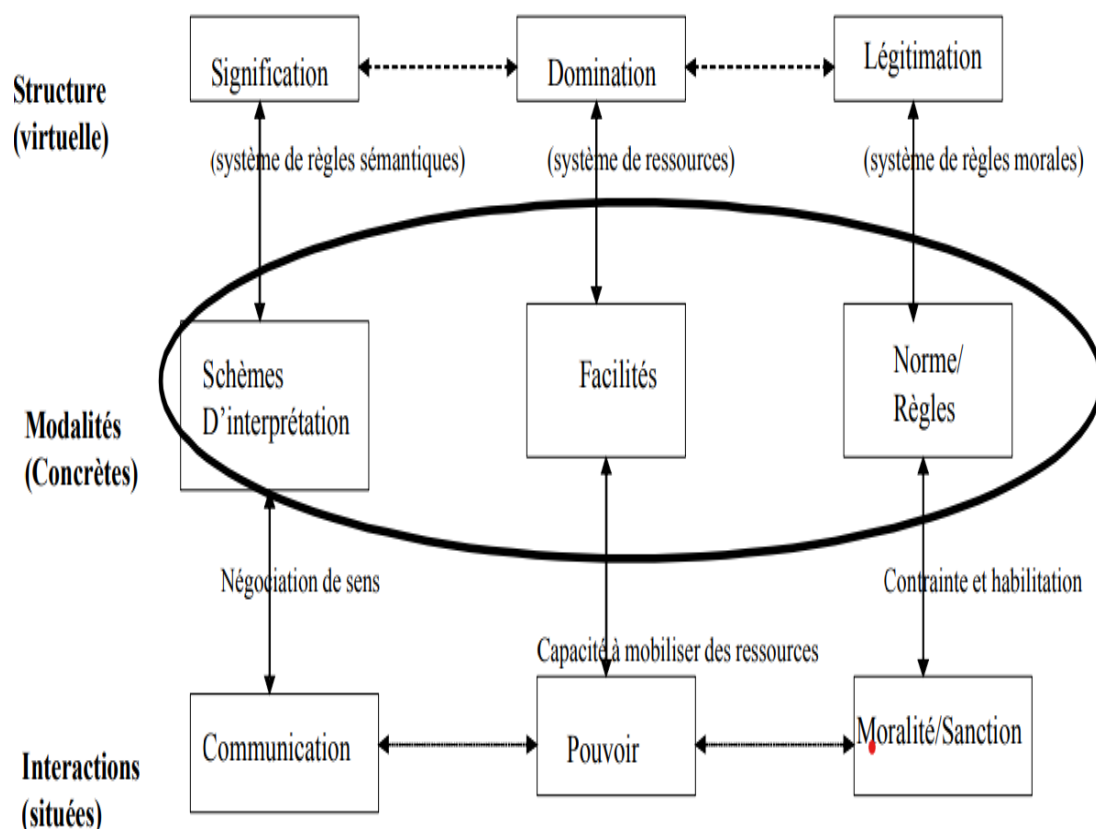 Structure
(virtuelle)
Signification
Domination
Légitimation
(système de règles sémantiques)
(système de ressources)
(système de règles morales)
Modalités
(Concrètes)
Schèmes
D'interprétation
Facilités
Norme/
Règles
Négociation de sens
Contrainte et habilitation
Capacité à mobiliser des ressources
Interactions
(situées)
Communication
Pouvoir
Moralité/Sanction